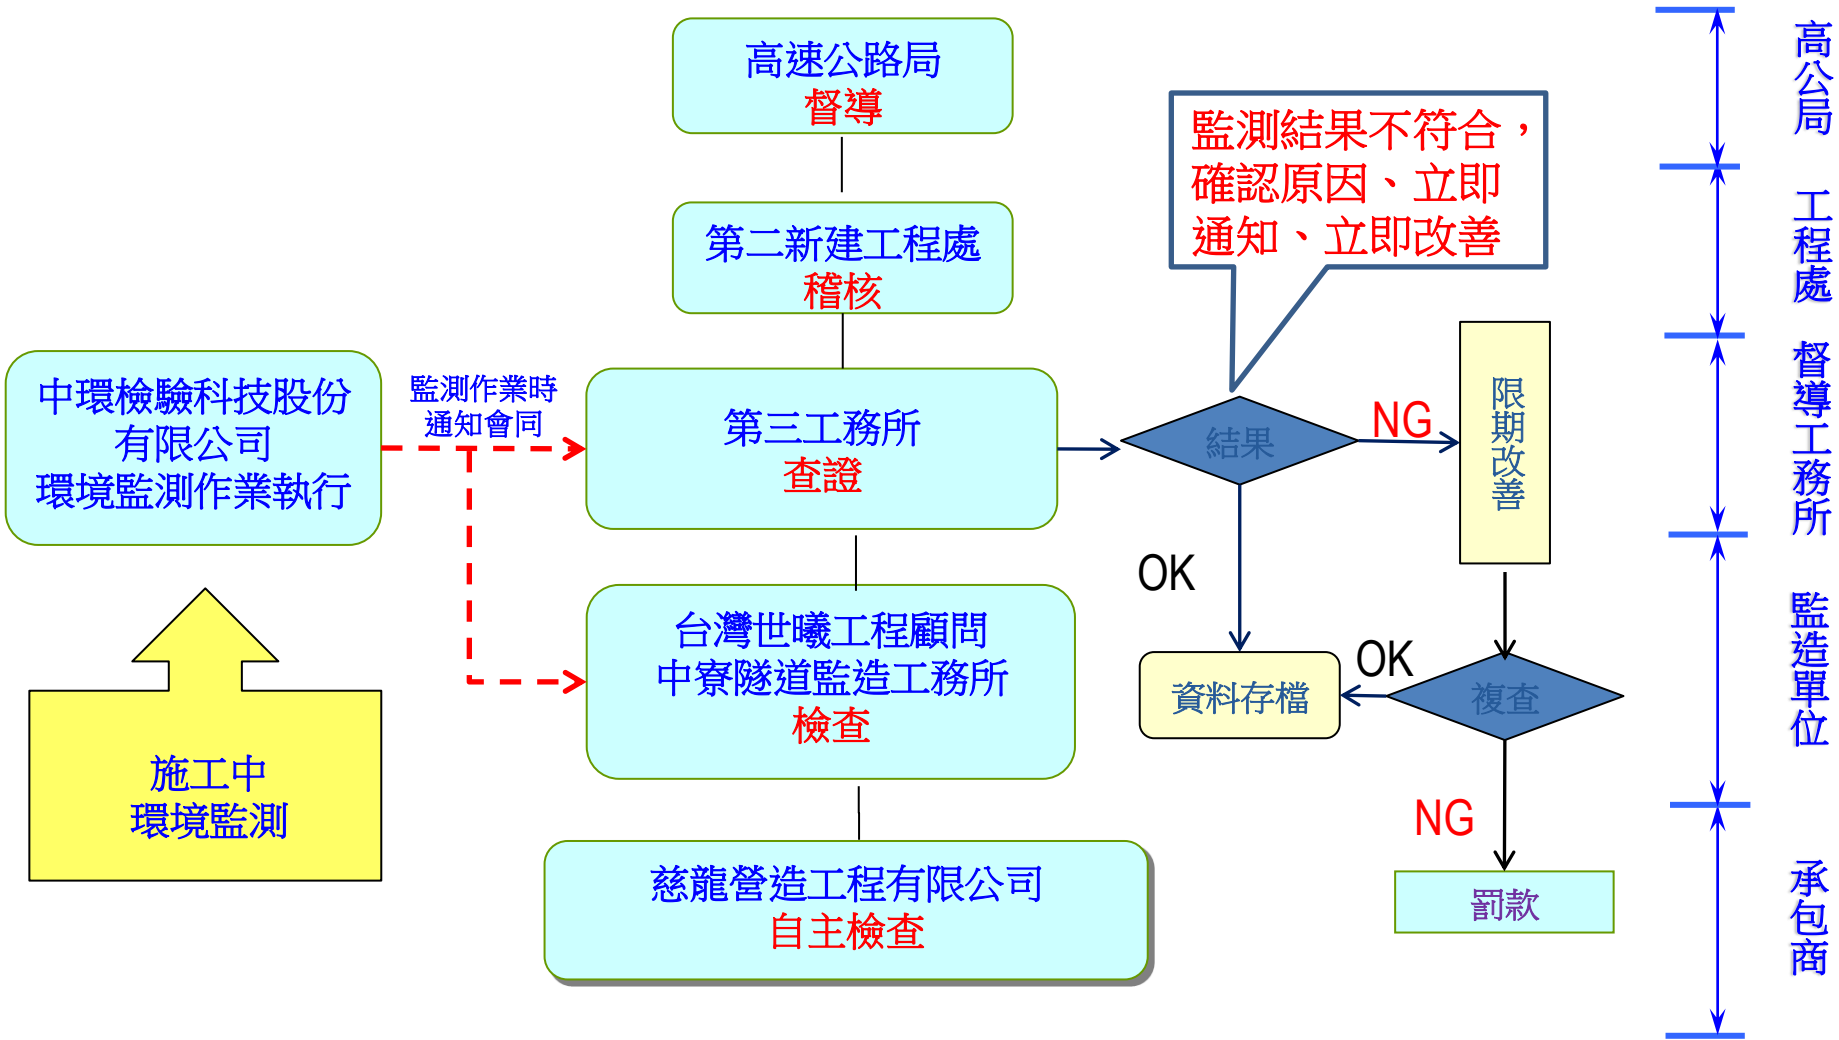 高速公路局
督導
第二新建工程處
稽核
中環檢驗科技股份
有限公司
環境監測作業執行
監測作業時
通知會同
第三工務所
查證
台灣世曦工程顧問
中寮隧道監造工務所
檢查
慈龍營造工程有限公司
自主檢查
施工中
環境監測
監測結果不符合，
確認原因、立即
通知、立即改善
結果
NG
限期改善
OK
資料存檔
OK
複查
NG
罰款
高公局
工程處
督導工務所
監造單位
承包商